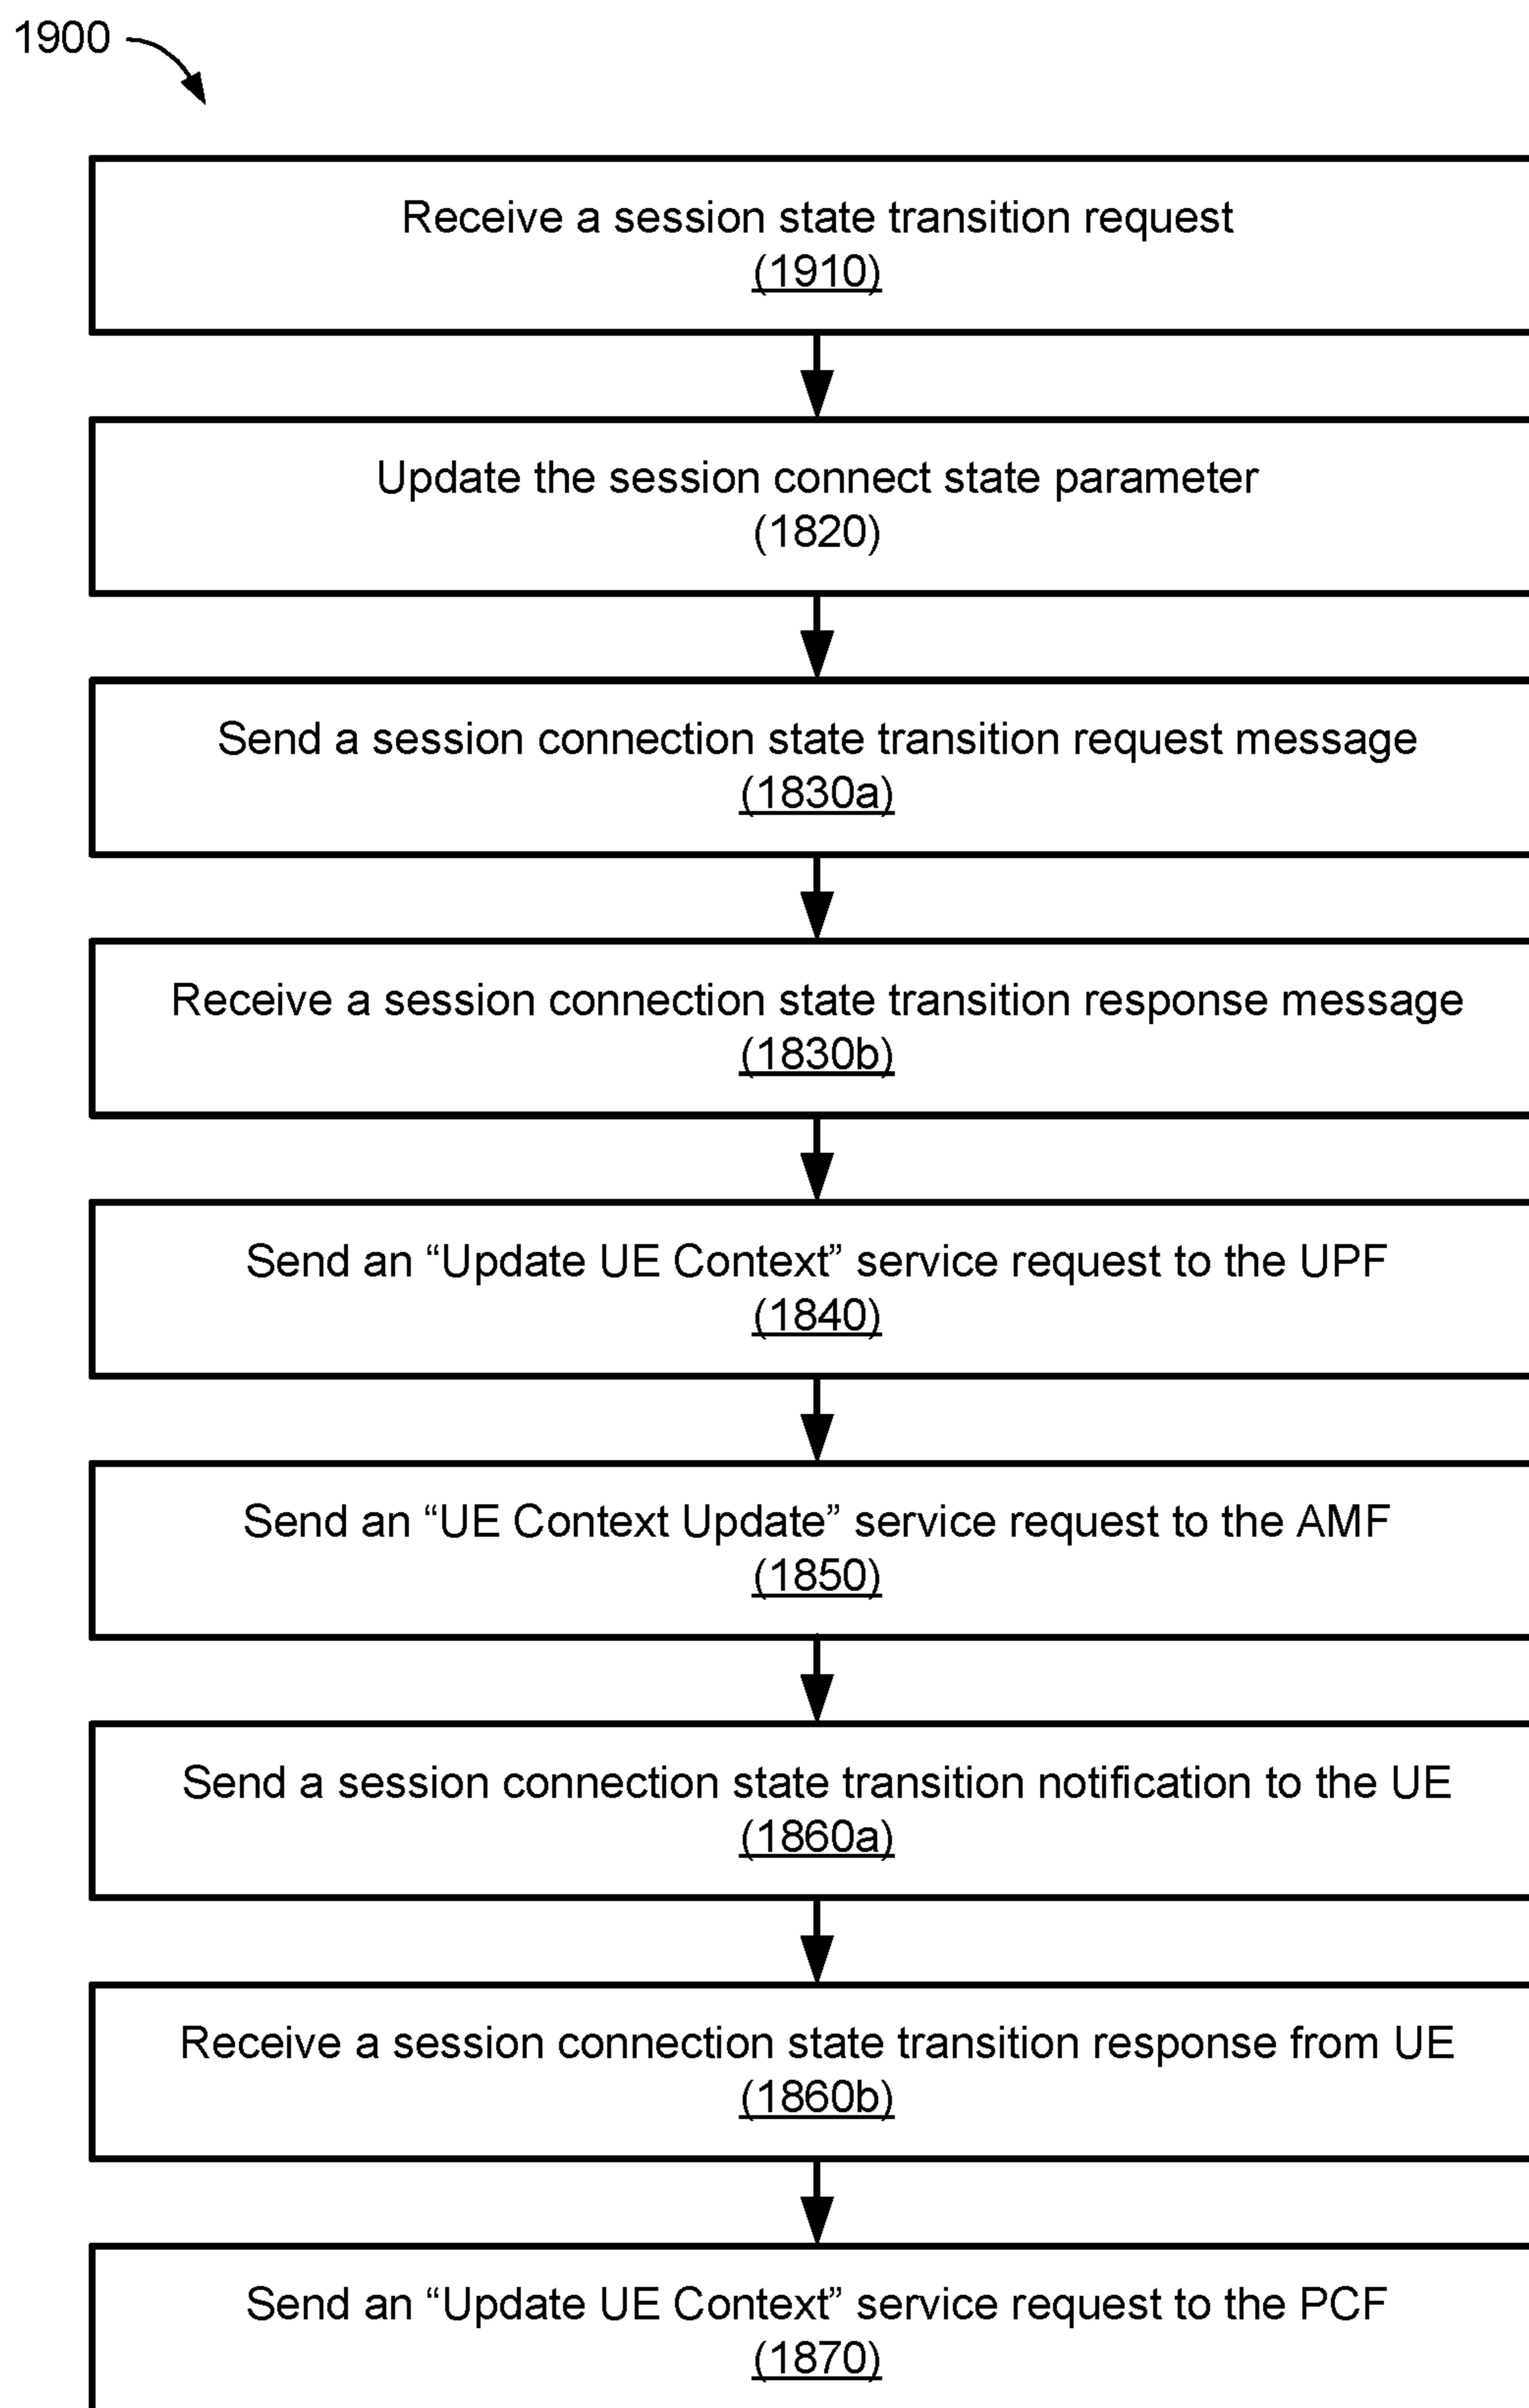 1900
Receive a session state transition request
(1910)
Update the session connect state parameter
(1820)
Send a session connection state transition request message
(1830a)
Receive a session connection state transition response message
(1830b)
Send an “Update UE Context” service request to the UPF
(1840)
Send an “UE Context Update” service request to the AMF
(1850)
Send a session connection state transition notification to the UE
(1860a)
Receive a session connection state transition response from UE
(1860b)
Send an “Update UE Context” service request to the PCF
(1870)